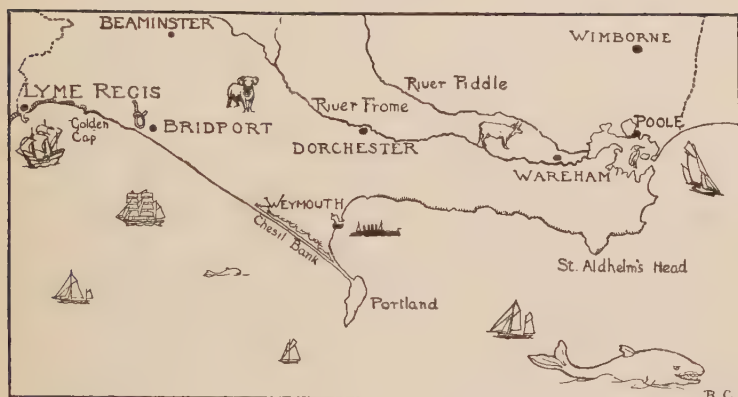 BEAMINSTER
WIMBORNE
LYME REGIS
River Piddle
River Frome
Golden
Cap
BRIDPORT
POOLE
DORCHESTER
WAREHAM
WEYMOUTH
Chesil Bank
St. Aldhelm's Head
Portland
B.C.